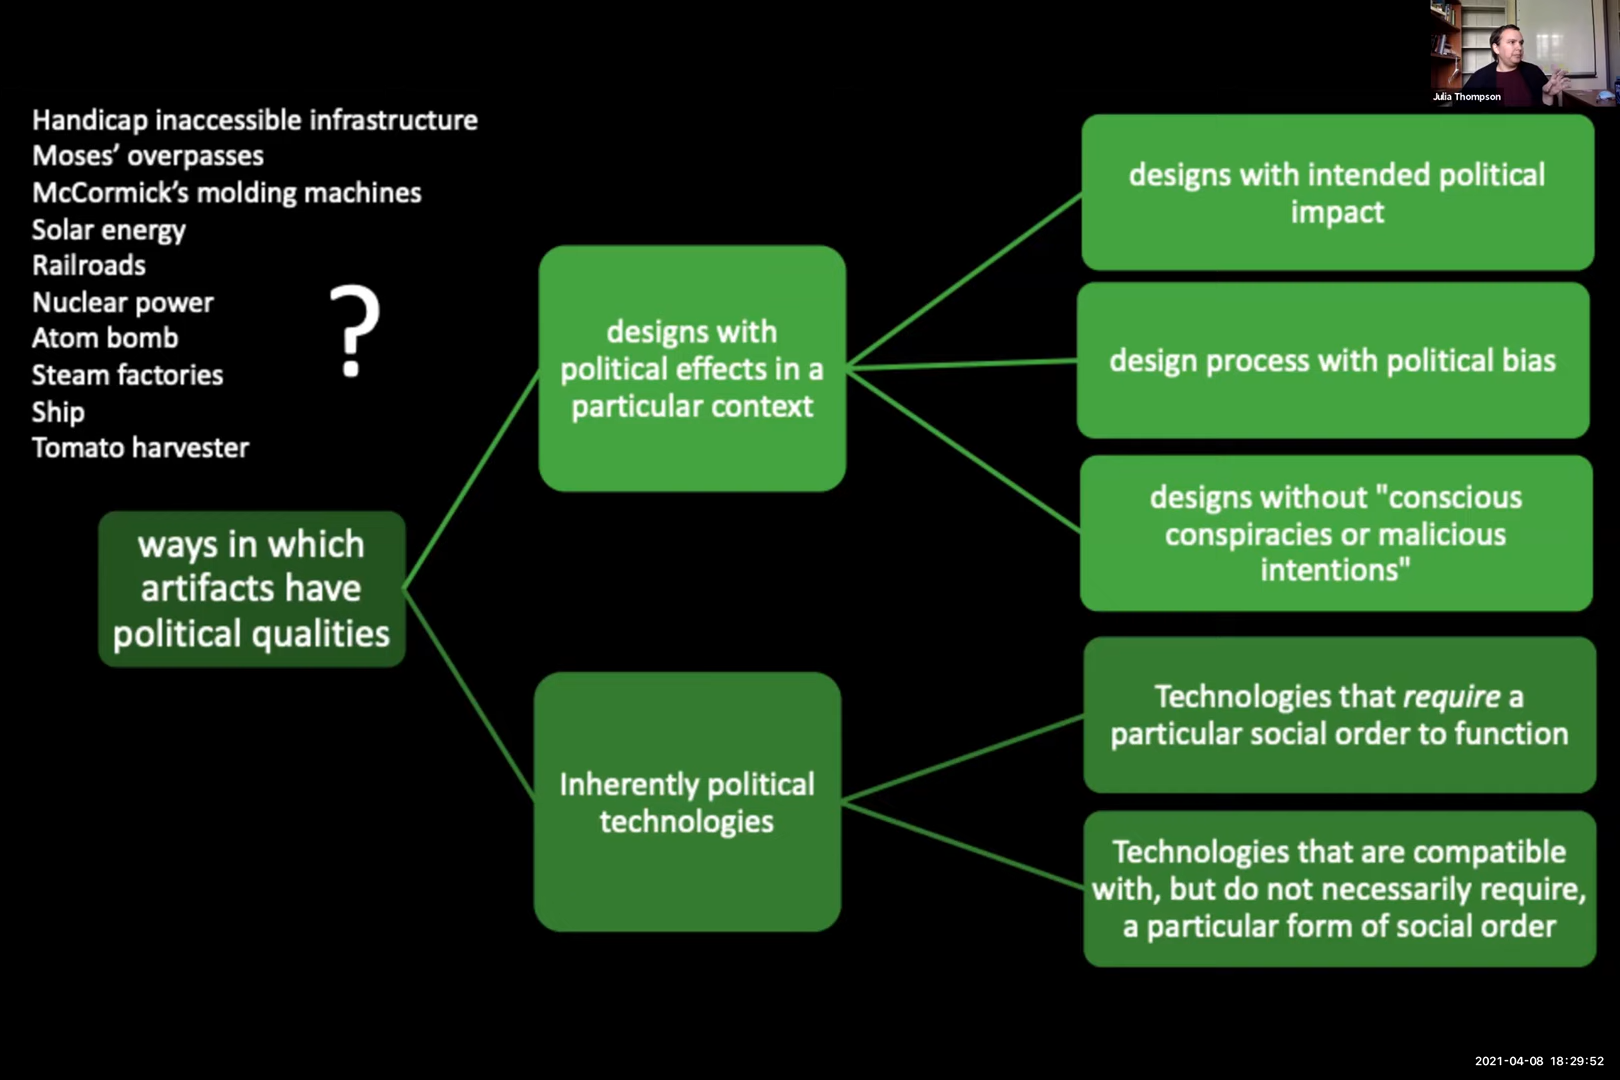 Julia Thompson
Handicap inaccessible infrastructure
Moses’ overpasses
McCormick’s molding machines
Solar energy
Railroads
Nuclear power
Atom bomb
Steam factories
Ship
Tomato harvester
?
ways in which
artifacts have
political qualities
designs with
political effects in a
particular context
Inherently political
technologies
designs with intended political
impact
design process with political bias
designs without "conscious
conspiracies or malicious
intentions"
Technologies that require a
particular social order to function
Technologies that are compatible
with, but do not necessarily require,
a particular form of social order
2021-04-08 18:29:52